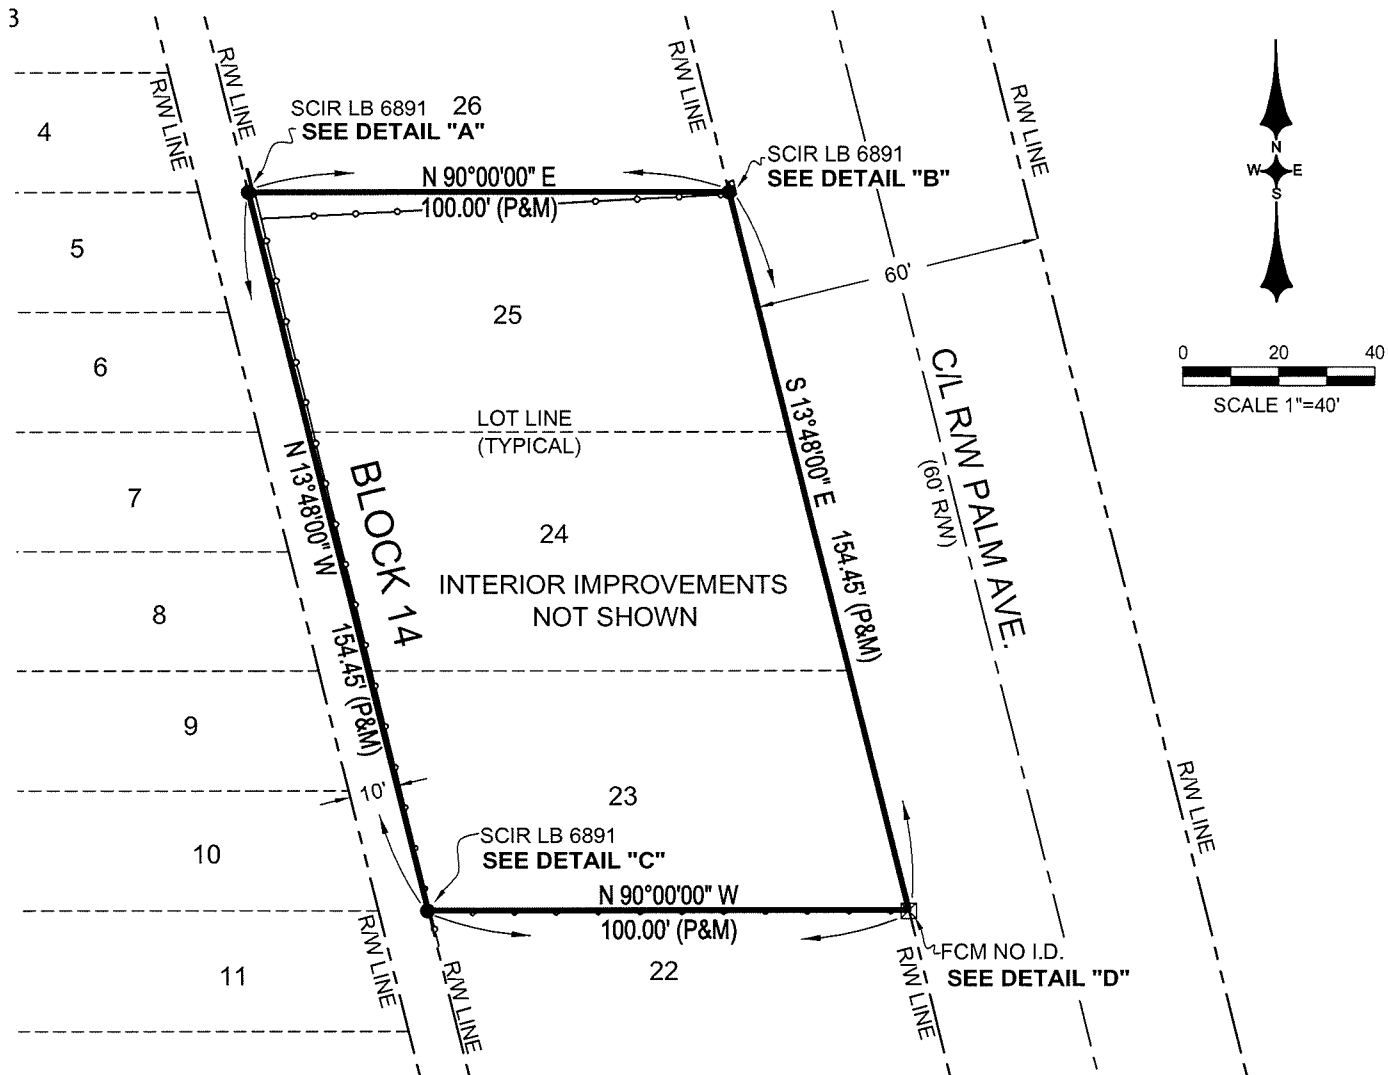 3
4
5
6
7
8
9
10
11
R/W LINE
R/W LINE
R/W LINE
R/W LINE
SCIR LB 6891
SEE DETAIL "A"
26
SCIR LB 6891
SEE DETAIL "B"
N 90°00'00" E
100.00' (P&M)
25
60'
LOT LINE
(TYPICAL)
N 13°48'00" W
154.45' (P&M)
BLOCK 14
24
INTERIOR IMPROVEMENTS
NOT SHOWN
S 13°48'00" E
154.45' (P&M)
C/L R/W PALM AVE.
(60' R/W)
10'
23
SCIR LB 6891
SEE DETAIL "C"
N 90°00'00" W
100.00' (P&M)
22
FCM NO I.D.
SEE DETAIL "D"
R/W LINE
R/W LINE
R/W LINE
R/W LINE
N
W E
S
0 20 40
SCALE 1"=40'